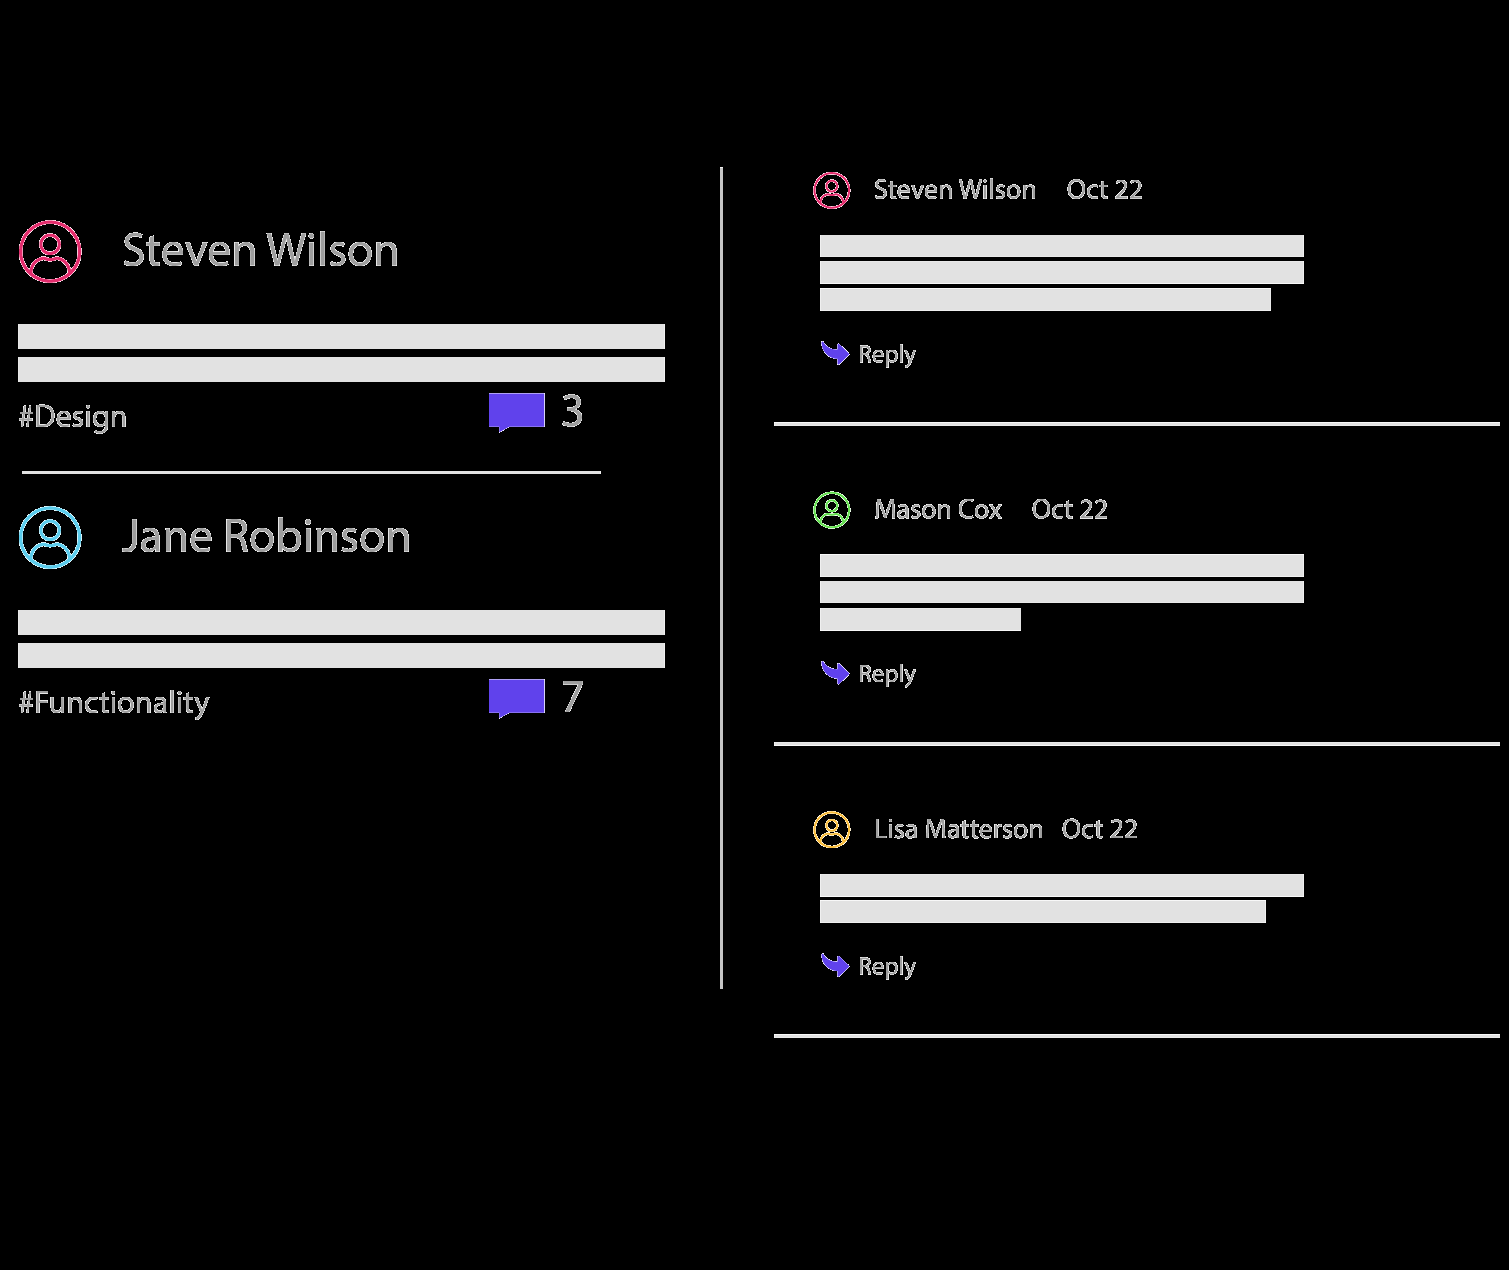 Steven Wilson
#Design
3
Jane Robinson
#Functionality
7
Steven Wilson Oct 22
Reply
Mason Cox Oct 22
Reply
Lisa Matterson Oct 22
Reply